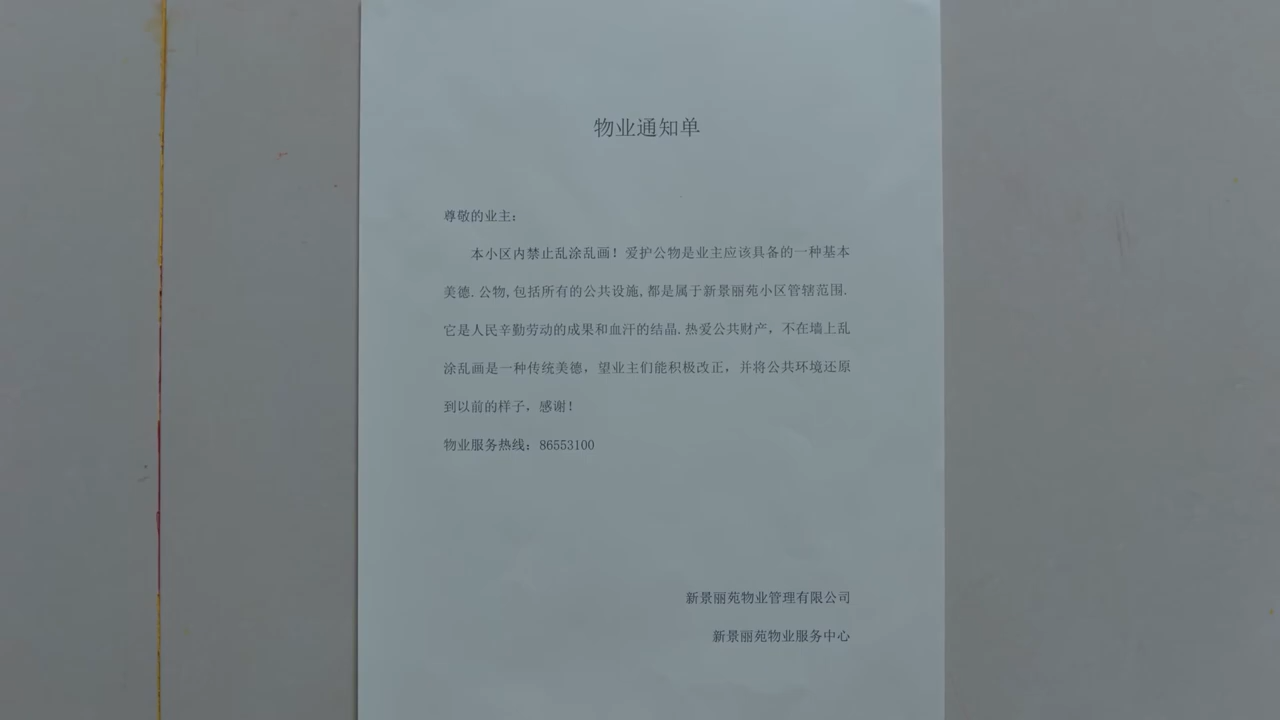 物业通知单
尊敬的业主:
本小区内禁止乱涂乱画！爱护公物是业主应该具备的一种基本
美德.公物,包括所有的公共设施,都是属于新景丽苑小区管辖范围.
它是人民辛勤劳动的成果和血汗的结晶.热爱公共财产，不在墙上乱
涂乱画是一种传统美德，望业主们能积极改正，并将公共环境还原
到以前的样子，感谢！
物业服务热线：86553100
新景丽苑物业管理有限公司
新景丽苑物业服务中心